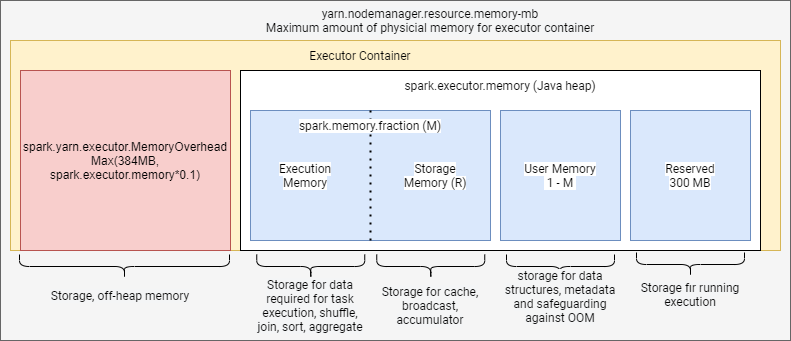 yarn.nodemanager.resource.memory-mb
Maximum amount of physicial memory for executor container
Executor Container
spark.yarn.executor.MemoryOverhead
Max(384MB,
spark.executor.memory*0.1)
spark.executor.memory (Java heap)
spark.memory.fraction (M)
Execution
Memory
Storage
Memory (R)
User Memory
1 - M
Reserved
300 MB
Storage, off-heap memory
Storage for data
required for task
execution, shuffle,
join, sort, aggregate
Storage for cache,
broadcast,
accumulator
storage for data
structures, metadata
and safeguarding
against OOM
Storage fır running
execution